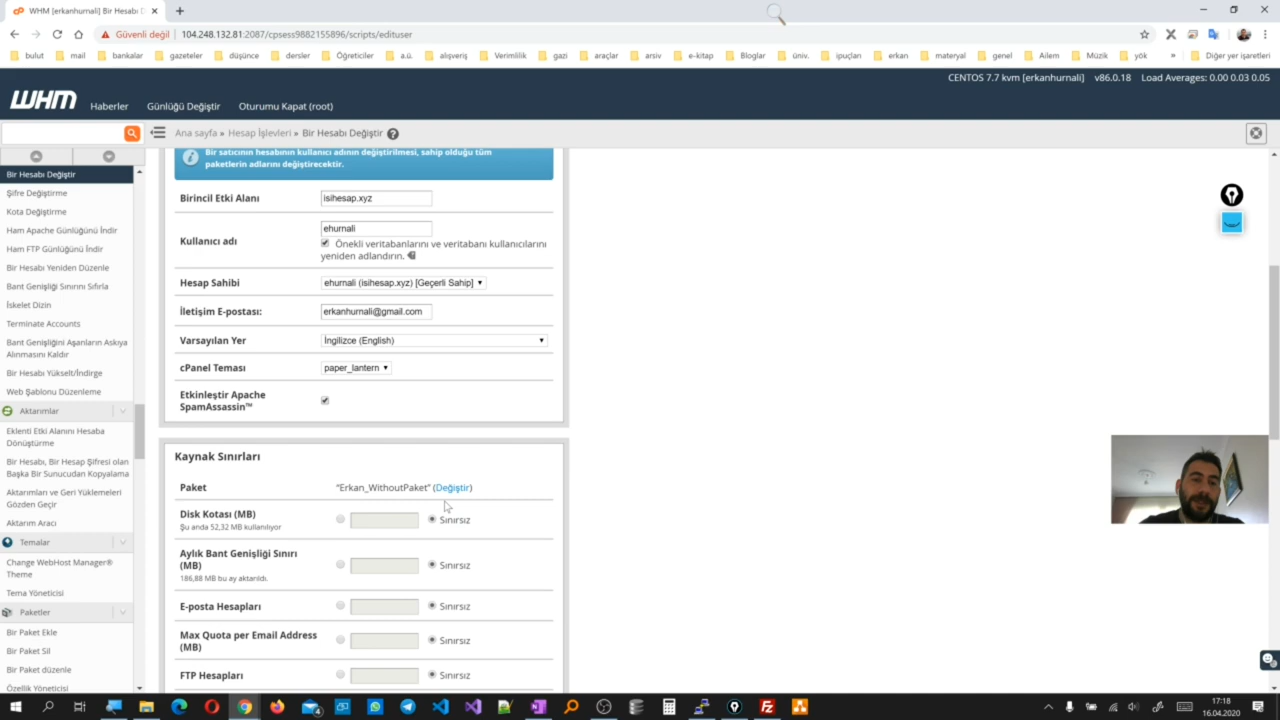 WHM [erkanhurnali] Bir Hesabı D
Güvenli değil
104.248.132.81:2087/cpsess9882155896/scripts/edituser
bulut
mail
bankalar
gazeteler
düşünce
dersler
Öğreticiler
a.ü.
alışveriş
Verimlilik
gazi
araçlar
arsiv
e-kitap
Bloglar
üniv.
ipuçları
erkan
materyal
genel
Ailem
Müzik
yök
»
Diğer yer işaretleri
CENTOS 7.7 kvm [erkanhurnali] v86.0.18 Load Averages: 0.00 0.03 0.05
WHM
Haberler
Günlüğü Değiştir
Oturumu Kapat (root)
Ana sayfa » Hesap İşlevleri » Bir Hesabı Değiştir
Bir Hesabı Değiştir
Şifre Değiştirme
Kota Değiştirme
Ham Apache Günlüğünü İndir
Ham FTP Günlüğünü İndir
Bir Hesabı Yeniden Düzenle
Bant Genişliği Sınırını Sıfırla
İskelet Dizin
Terminate Accounts
Bant Genişliğini Aşanların Askıya
Alınmasını Kaldır
Bir Hesabı Yükselt/İndirge
Web Şablonu Düzenleme
Aktarımlar
Eklenti Etki Alanını Hesaba
Dönüştürme
Bir Hesabı, Bir Hesap Şifresi olan
Başka Bir Sunucudan Kopyalama
Aktarımları ve Geri Yüklemeleri
Gözden Geçir
Aktarım Aracı
Temalar
Change WebHost Manager®
Theme
Tema Yöneticisi
Paketler
Bir Paket Ekle
Bir Paket Sil
Bir Paket düzenle
Özellik Yöneticisi
Bir satıcının hesabının kullanıcı adının değiştirilmesi, sahip olduğu tüm
paketlerin adlarını değiştirecektir.
Birincil Etki Alanı
isihesap.xyz
Kullanıcı adı
ehurnali
Önekli veritabanlarını ve veritabanı kullanıcılarını
yeniden adlandırın.
Hesap Sahibi
ehurnali (isihesap.xyz) [Geçerli Sahip]
İletişim E-postası:
erkanhurnali@gmail.com
Varsayılan Yer
İngilizce (English)
cPanel Teması
paper_lantern
Etkinleştir Apache
SpamAssassin™
Kaynak Sınırları
Paket
"Erkan_WithoutPaket" (Değiştir)
Disk Kotası (MB)
Şu anda 52,32 MB kullanılıyor
Sınırsız
Aylık Bant Genişliği Sınırı
(MB)
186,88 MB bu ay aktarıldı.
Sınırsız
E-posta Hesapları
Sınırsız
Max Quota per Email Address
(MB)
Sınırsız
FTP Hesapları
Sınırsız
17:18
16.04.2020